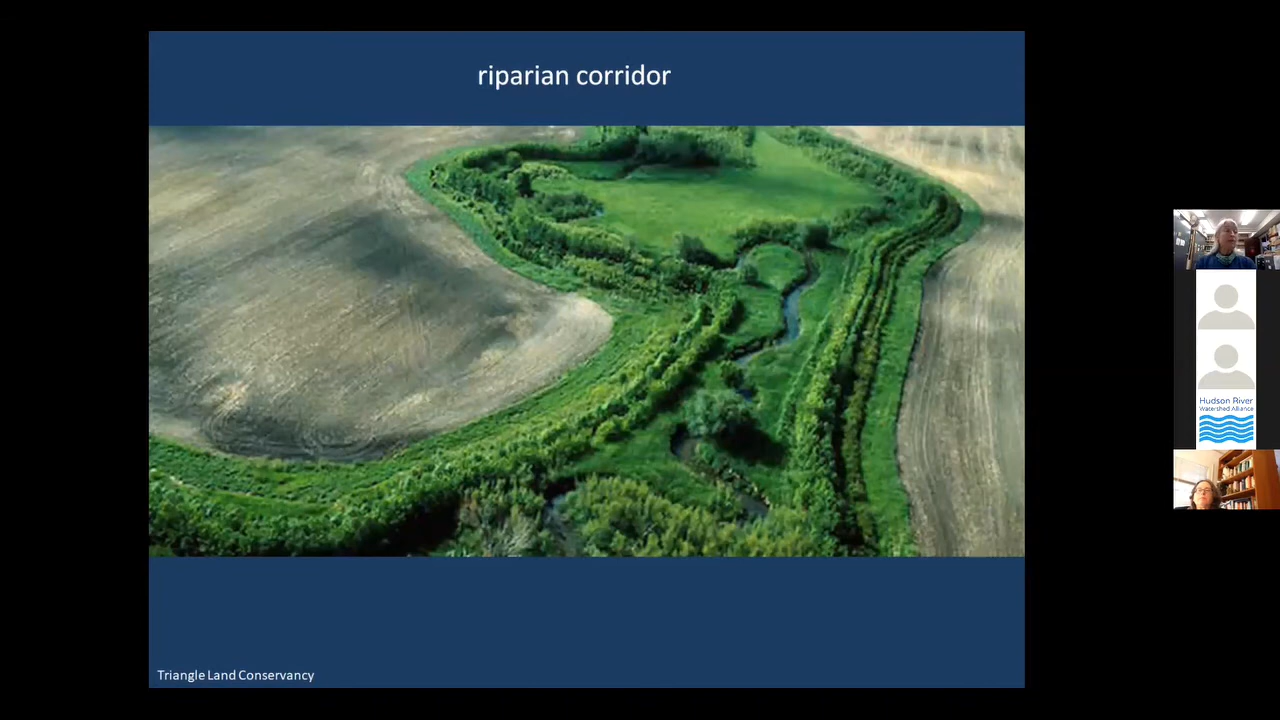 riparian corridor
Hudson River
Watershed Alliance
Triangle Land Conservancy